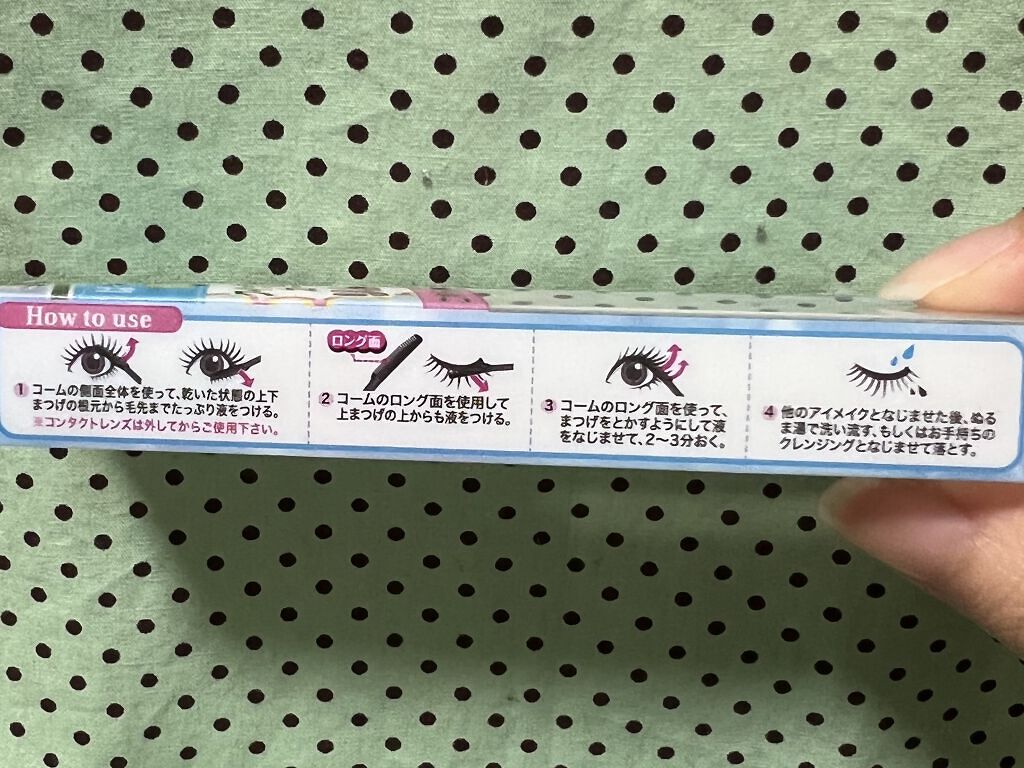 How to use
1 コームの側面全体を使って、乾いた状態の上下
まつげの根元から毛先までたっぷり液をつける。
※コンタクトレンズは外してからご使用下さい。
ロング面
2 コームのロング面を使用して
上まつげの上からも液をつける。
3 コームのロング面を使って、
まつげをとかすようにして液
をなじませて、2〜3分おく。
4 他のアイメイクとなじませた後、ぬる
ま湯で洗い流す、もしくはお手持ちの
クレンジングとなじませて落とす。